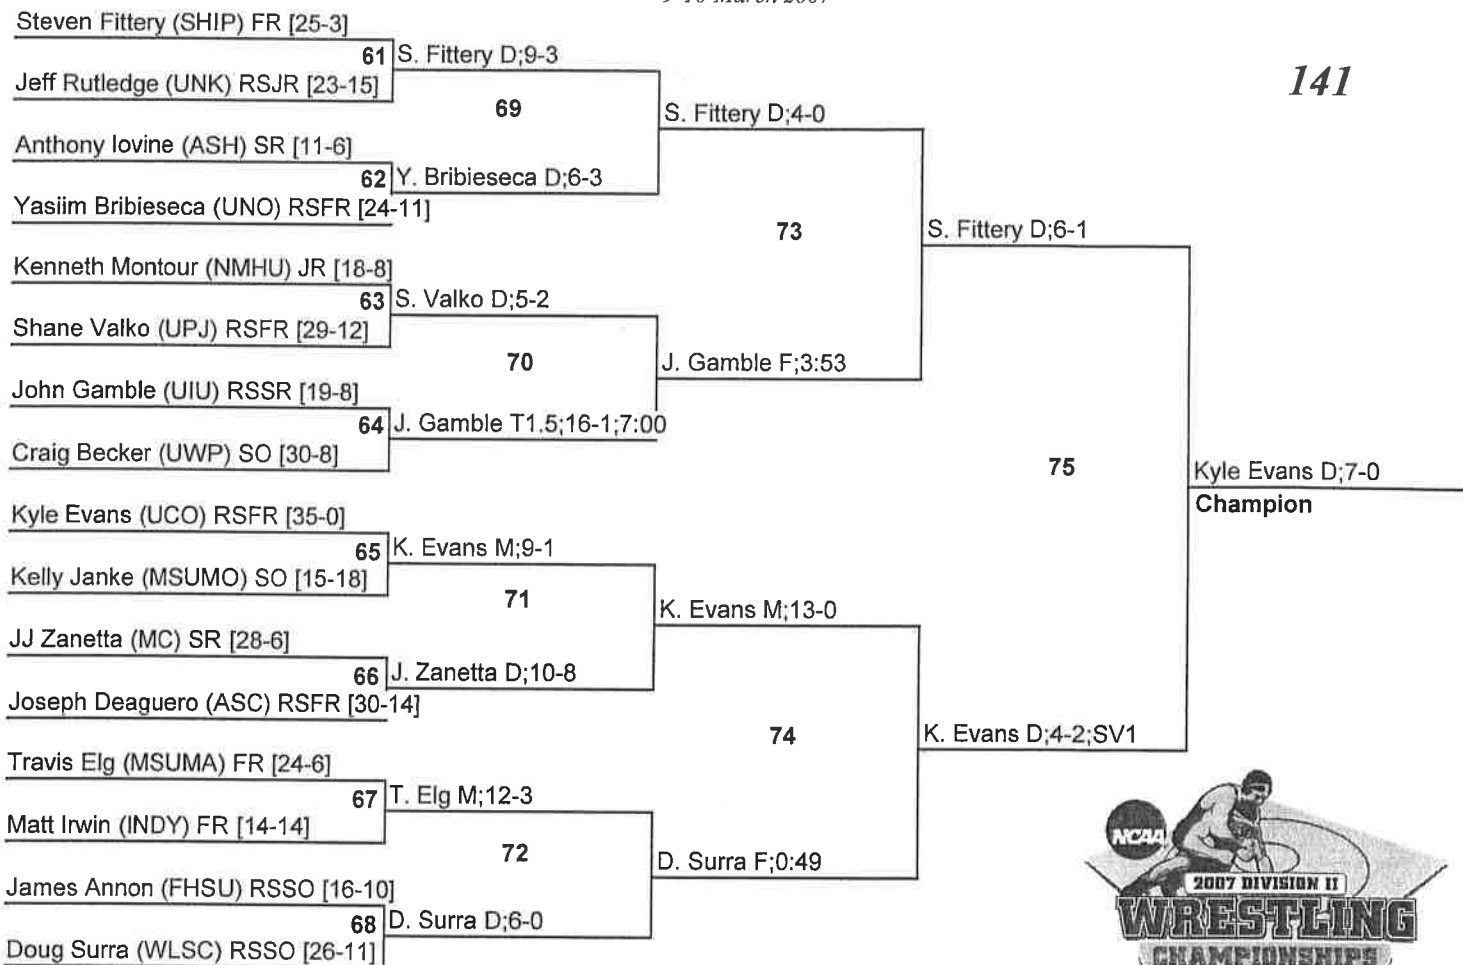 Steven Fittery (SHIP) FR [25-3]
61 S. Fittery D;9-3
Jeff Rutledge (UNK) RSJR [23-15]
69
S. Fittery D;4-0
141
Anthony Iovine (ASH) SR [11-6]
62 Y. Bribieseca D;6-3
Yasiim Bribieseca (UNO) RSFR [24-11]
73
S. Fittery D;6-1
Kenneth Montour (NMHU) JR [18-8]
63 S. Valko D;5-2
Shane Valko (UPJ) RSFR [29-12]
70
J. Gamble F;3:53
John Gamble (UIU) RSSR [19-8]
64 J. Gamble T1.5;16-1;7:00
Craig Becker (UWP) SO [30-8]
75
Kyle Evans D;7-0
Champion
Kyle Evans (UCO) RSFR [35-0]
65 K. Evans M;9-1
Kelly Janke (MSUMO) SO [15-18]
71
K. Evans M;13-0
JJ Zanetta (MC) SR [28-6]
66 J. Zanetta D;10-8
Joseph Deaguero (ASC) RSFR [30-14]
74
K. Evans D;4-2;SV1
Travis Elg (MSUMA) FR [24-6]
67 T. Elg M;12-3
Matt Irwin (INDY) FR [14-14]
72
D. Surra F;0:49
James Annon (FHSU) RSSO [16-10]
68 D. Surra D;6-0
Doug Surra (WLSC) RSSO [26-11]
NCAA
2007 DIVISION II
WRESTLING
CHAMPIONSHIPS